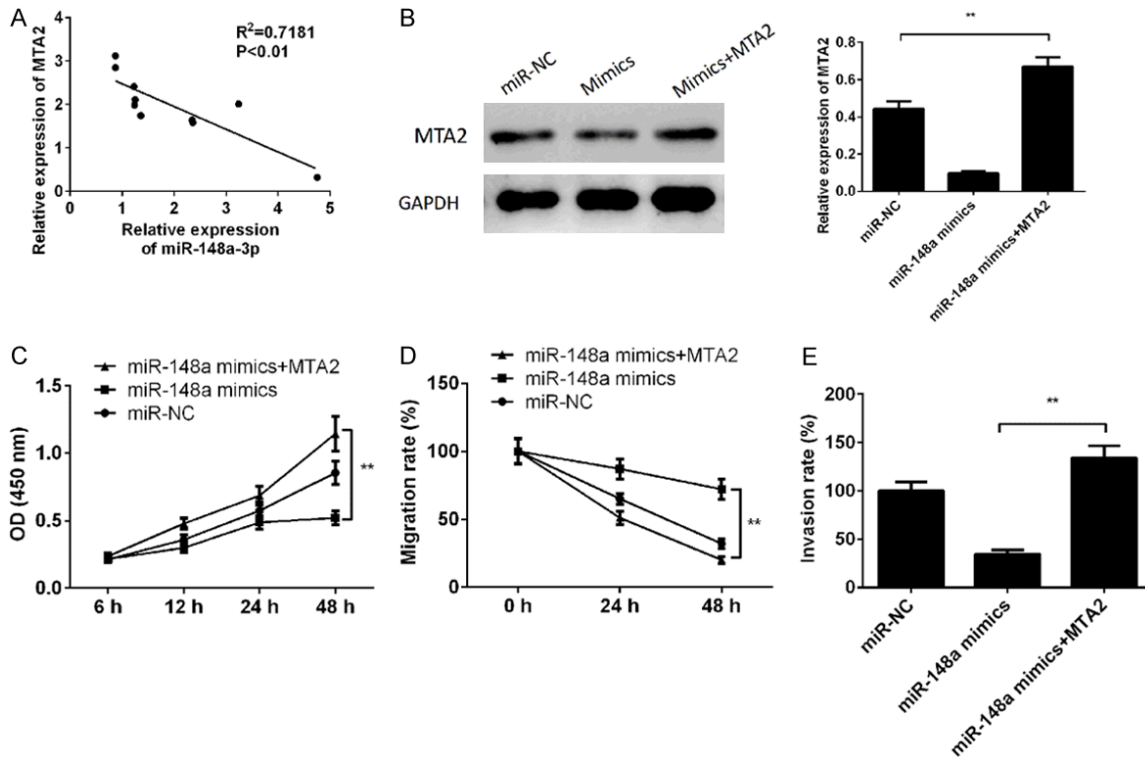 A
R²=0.7181
P<0.01
Relative expression of MTA2
4
3
2
1
0
0 1 2 3 4 5
Relative expression
of miR-148a-3p
B
miR-NC Mimics Mimics+MTA2
MTA2
GAPDH
**
Relative expression of MTA2
0.8
0.6
0.4
0.2
0.0
miR-NC
miR-148a mimics
miR-148a mimics+MTA2
C
miR-148a mimics+MTA2
miR-148a mimics
miR-NC
OD (450 nm)
1.5
1.0
0.5
0.0
**
6 h 12 h 24 h 48 h
D
miR-148a mimics+MTA2
miR-148a mimics
miR-NC
Migration rate (%)
150
100
50
0
**
0 h 24 h 48 h
E
**
Invasion rate (%)
200
150
100
50
0
miR-NC
miR-148a mimics
miR-148a mimics+MTA2